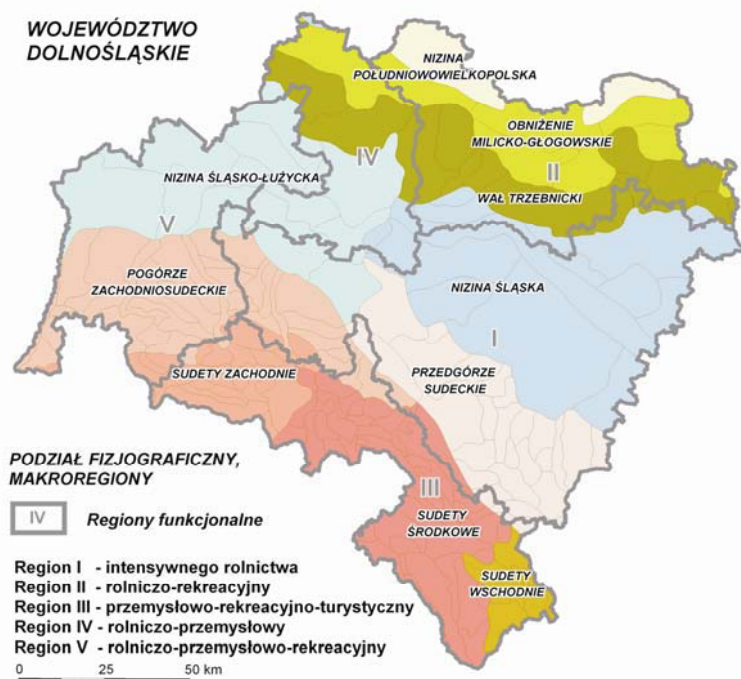 WOJEWÓDZTWO
DOLNOŚLĄSKIE
NIZINA
POŁUDNIOWOWIELKOPOLSKA
OBNIŻENIE
MILICKO-GŁOGOWSKIE
II
IV
NIZINA ŚLĄSKO-ŁUŻYCKA
WAŁ TRZEBNICKI
V
POGÓRZE
ZACHODNIOSUDECKIE
NIZINA ŚLĄSKA
I
SUDETY ZACHODNIE
PRZEDGÓRZE
SUDECKIE
III
SUDETY
ŚRODKOWE
SUDETY
WSCHODNIE
PODZIAŁ FIZJOGRAFICZNY,
MAKROREGIONY
IV Regiony funkcjonalne
Region I - intensywnego rolnictwa
Region II - rolniczo-rekreacyjny
Region III - przemysłowo-rekreacyjno-turystyczny
Region IV - rolniczo-przemysłowy
Region V - rolniczo-przemysłowo-rekreacyjny
0 25 50 km